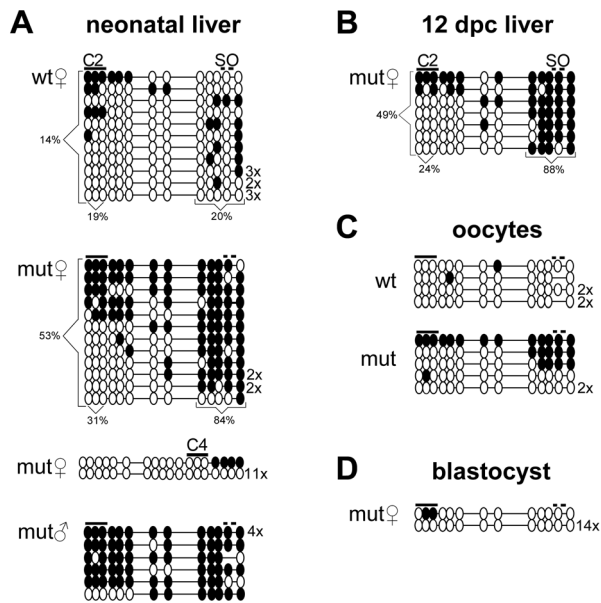 A neonatal liver
C2 SO
wt♀
14%
3x
2x
3x
19% 20%
mut♀
53%
2x
2x
31% 84%
C4
mut♀
11x
mut♂ 4x
B 12 dpc liver
C2 SO
mut♀
49%
24% 88%
C oocytes
wt
2x
2x
mut
2x
D blastocyst
mut♀
14x